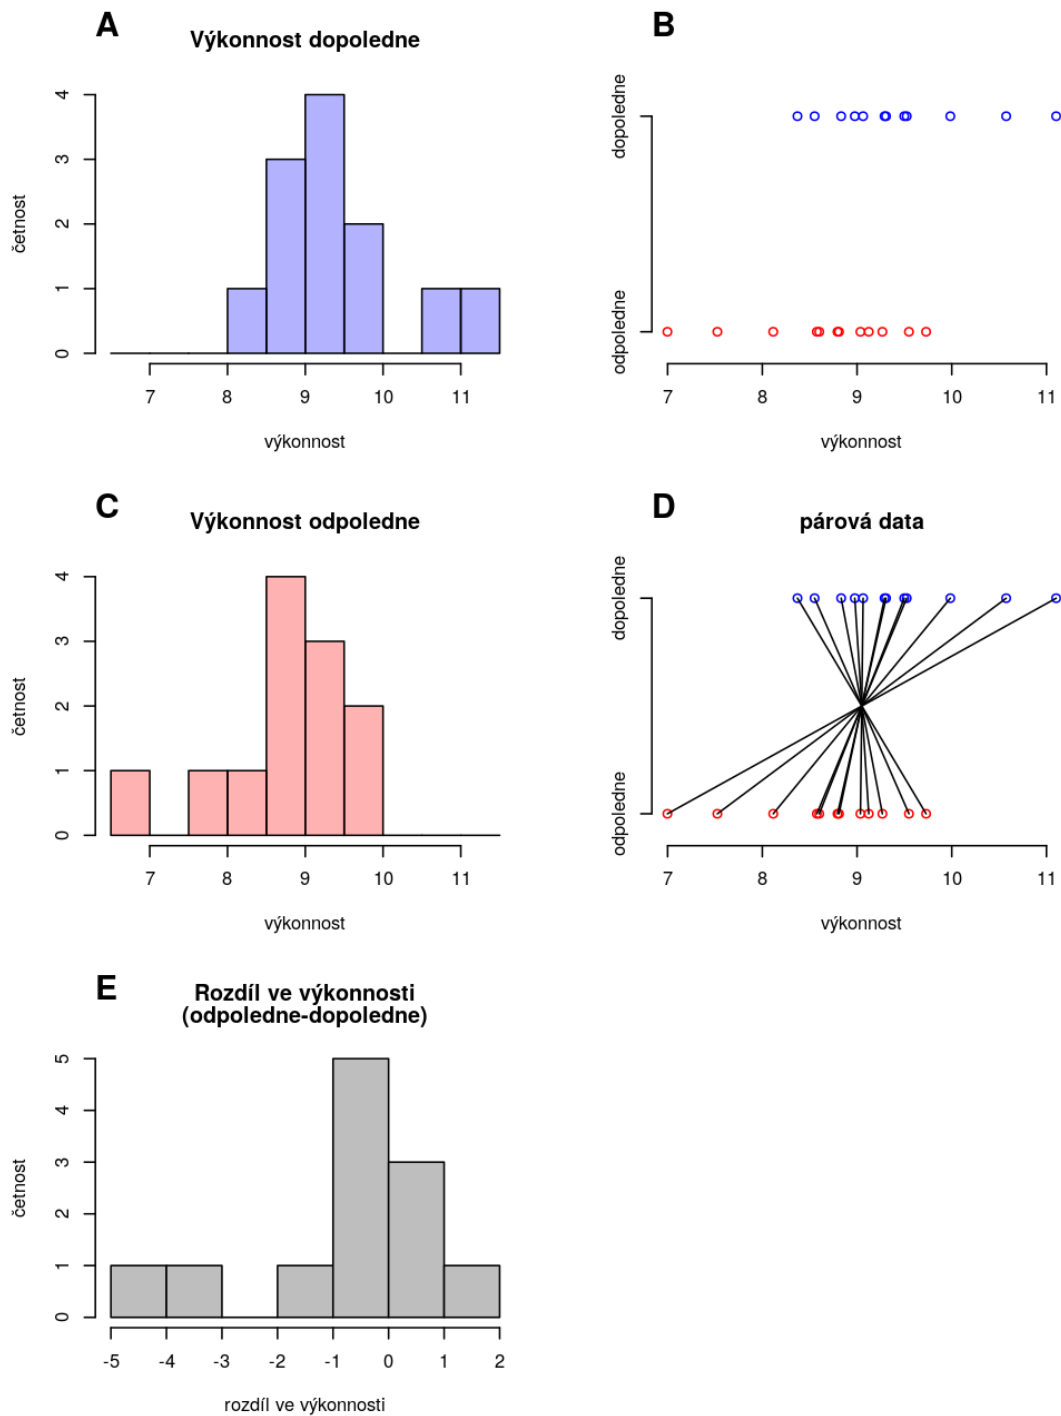 A
Výkonnost dopoledne
četnost
4
3
2
1
0
7 8 9 10 11
výkonnost
B
dopoledne
odpoledne
7 8 9 10 11
výkonnost
C
Výkonnost odpoledne
četnost
4
3
2
1
0
7 8 9 10 11
výkonnost
D
párová data
dopoledne
odpoledne
7 8 9 10 11
výkonnost
E
Rozdíl ve výkonnosti
(odpoledne-dopoledne)
četnost
5
4
3
2
1
0
-5 -4 -3 -2 -1 0 1 2
rozdíl ve výkonnosti